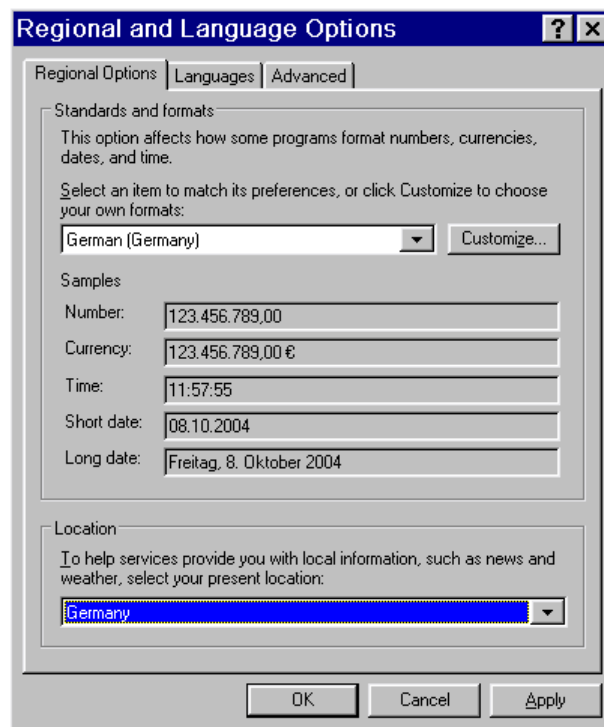 Regional and Language Options
Regional Options Languages Advanced
Standards and formats
This option affects how some programs format numbers, currencies,
dates, and time.
Select an item to match its preferences, or click Customize to choose
your own formats:
German (Germany) Customize...
Samples
Number: 123.456.789,00
Currency: 123.456.789,00 €
Time: 11:57:55
Short date: 08.10.2004
Long date: Freitag, 8. Oktober 2004
Location
To help services provide you with local information, such as news and
weather, select your present location:
Germany
OK Cancel Apply